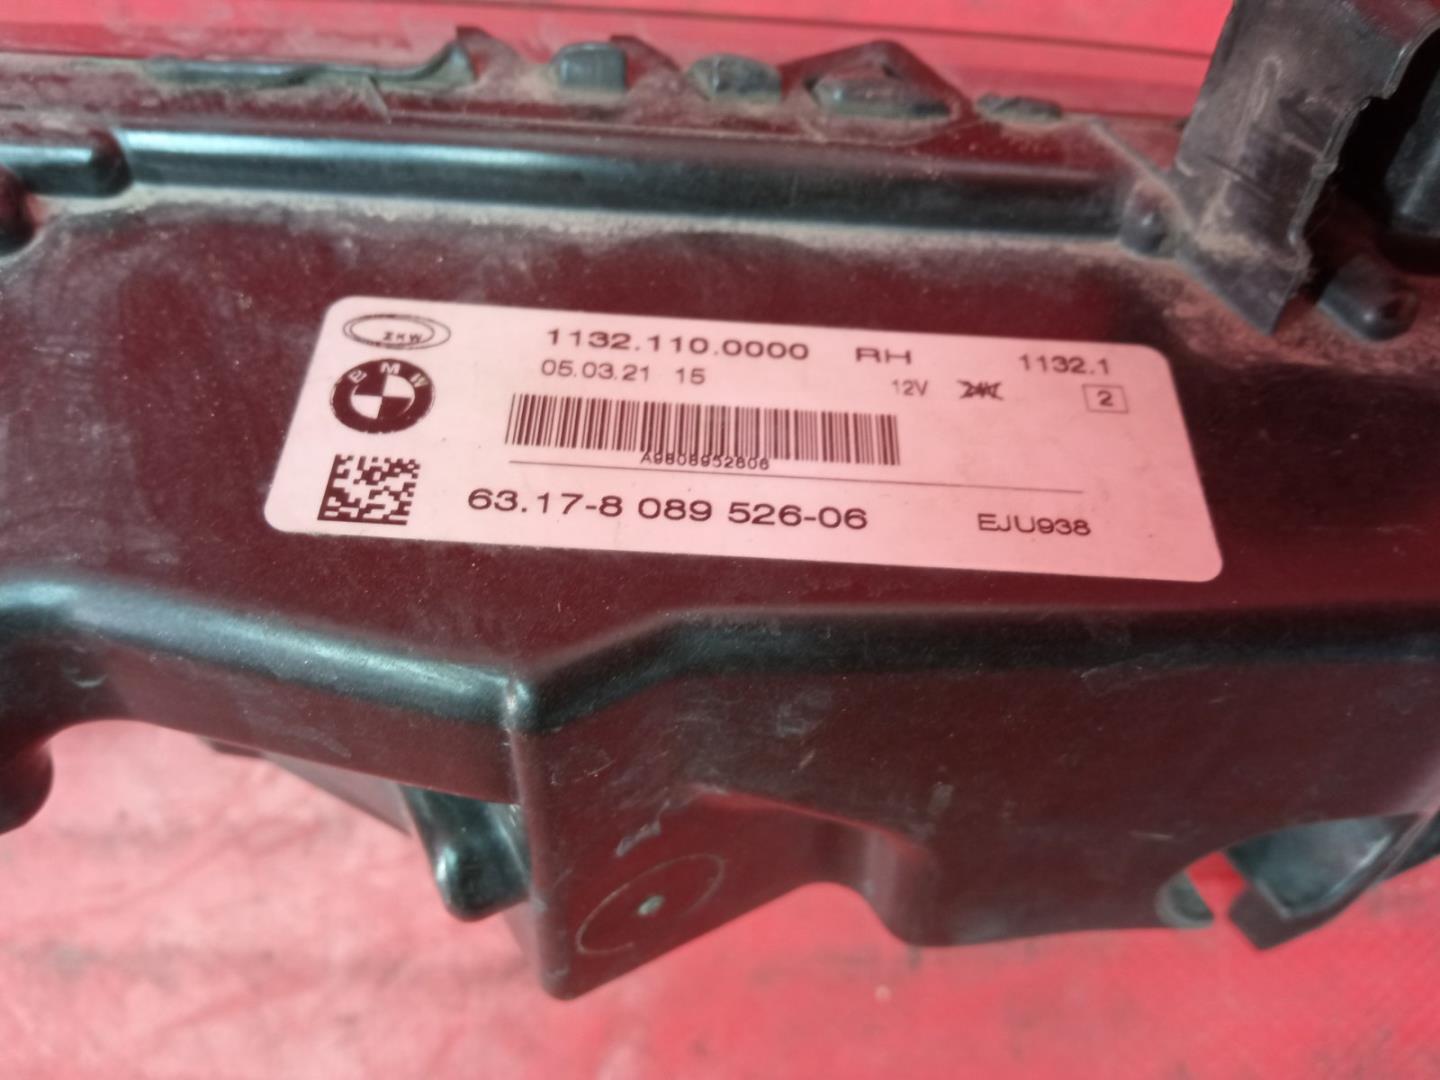 ZKW
1132.110.0000 RH 1132.1
BMW
05.03.21 15 12V 2
A9808952806
63.17-8 089 526-06 EJU938